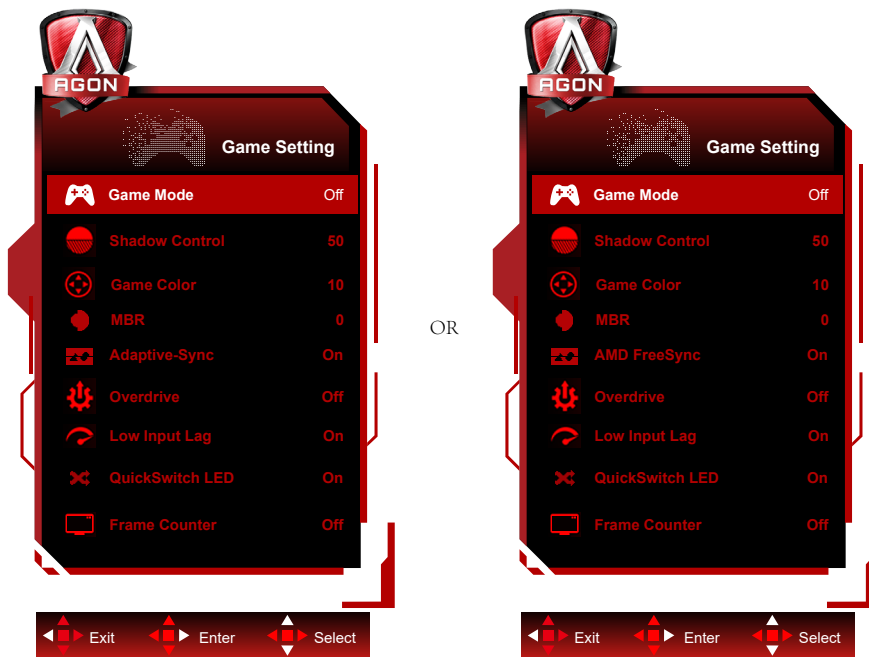 AGON
Game Setting
Game Mode Off
Shadow Control 50
Game Color 10
MBR 0
Adaptive-Sync On
Overdrive Off
Low Input Lag On
QuickSwitch LED On
Frame Counter Off
Exit Enter Select
OR
AGON
Game Setting
Game Mode Off
Shadow Control 50
Game Color 10
MBR 0
AMD FreeSync On
Overdrive Off
Low Input Lag On
QuickSwitch LED On
Frame Counter Off
Exit Enter Select